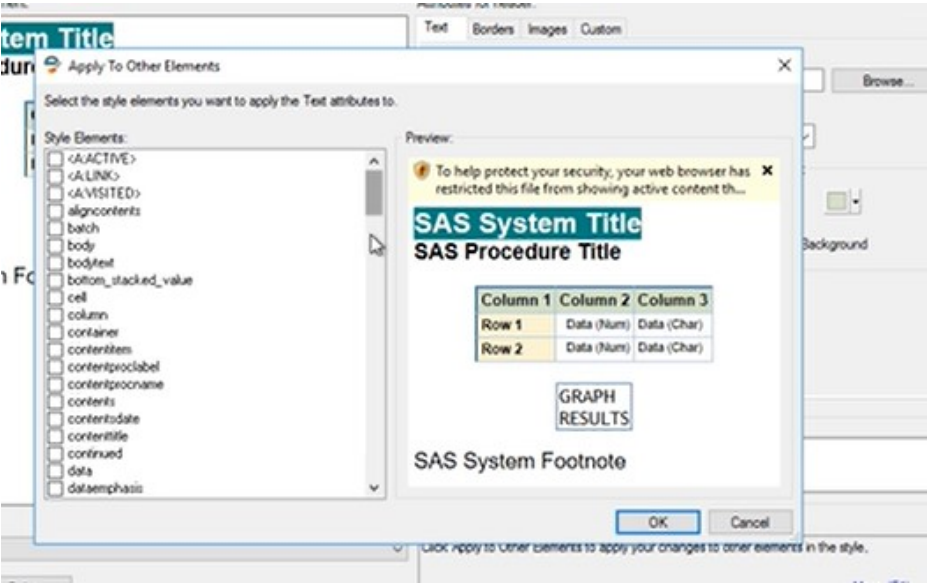 Attributes for header:
tem Title
Text Borders Images Custom
Apply To Other Elements
Browse...
Select the style elements you want to apply the Text attributes to.
Style Elements:
Preview:
<A:ACTIVE>
<A:LINK>
<A:VISITED>
aligncontents
batch
body
bodytext
bottom_stacked_value
cell
column
container
contentitem
contentproclabel
contentprocname
contents
contentsdate
contenttitle
continued
data
dataemphasis
To help protect your security, your web browser has
restricted this file from showing active content th...
SAS System Title
SAS Procedure Title
Column 1 Column 2 Column 3
Row 1 Data (Num) Data (Char)
Row 2 Data (Num) Data (Char)
GRAPH
RESULTS
SAS System Footnote
Background
OK Cancel
Click Apply to Other Elements to apply your changes to other elements in the style.